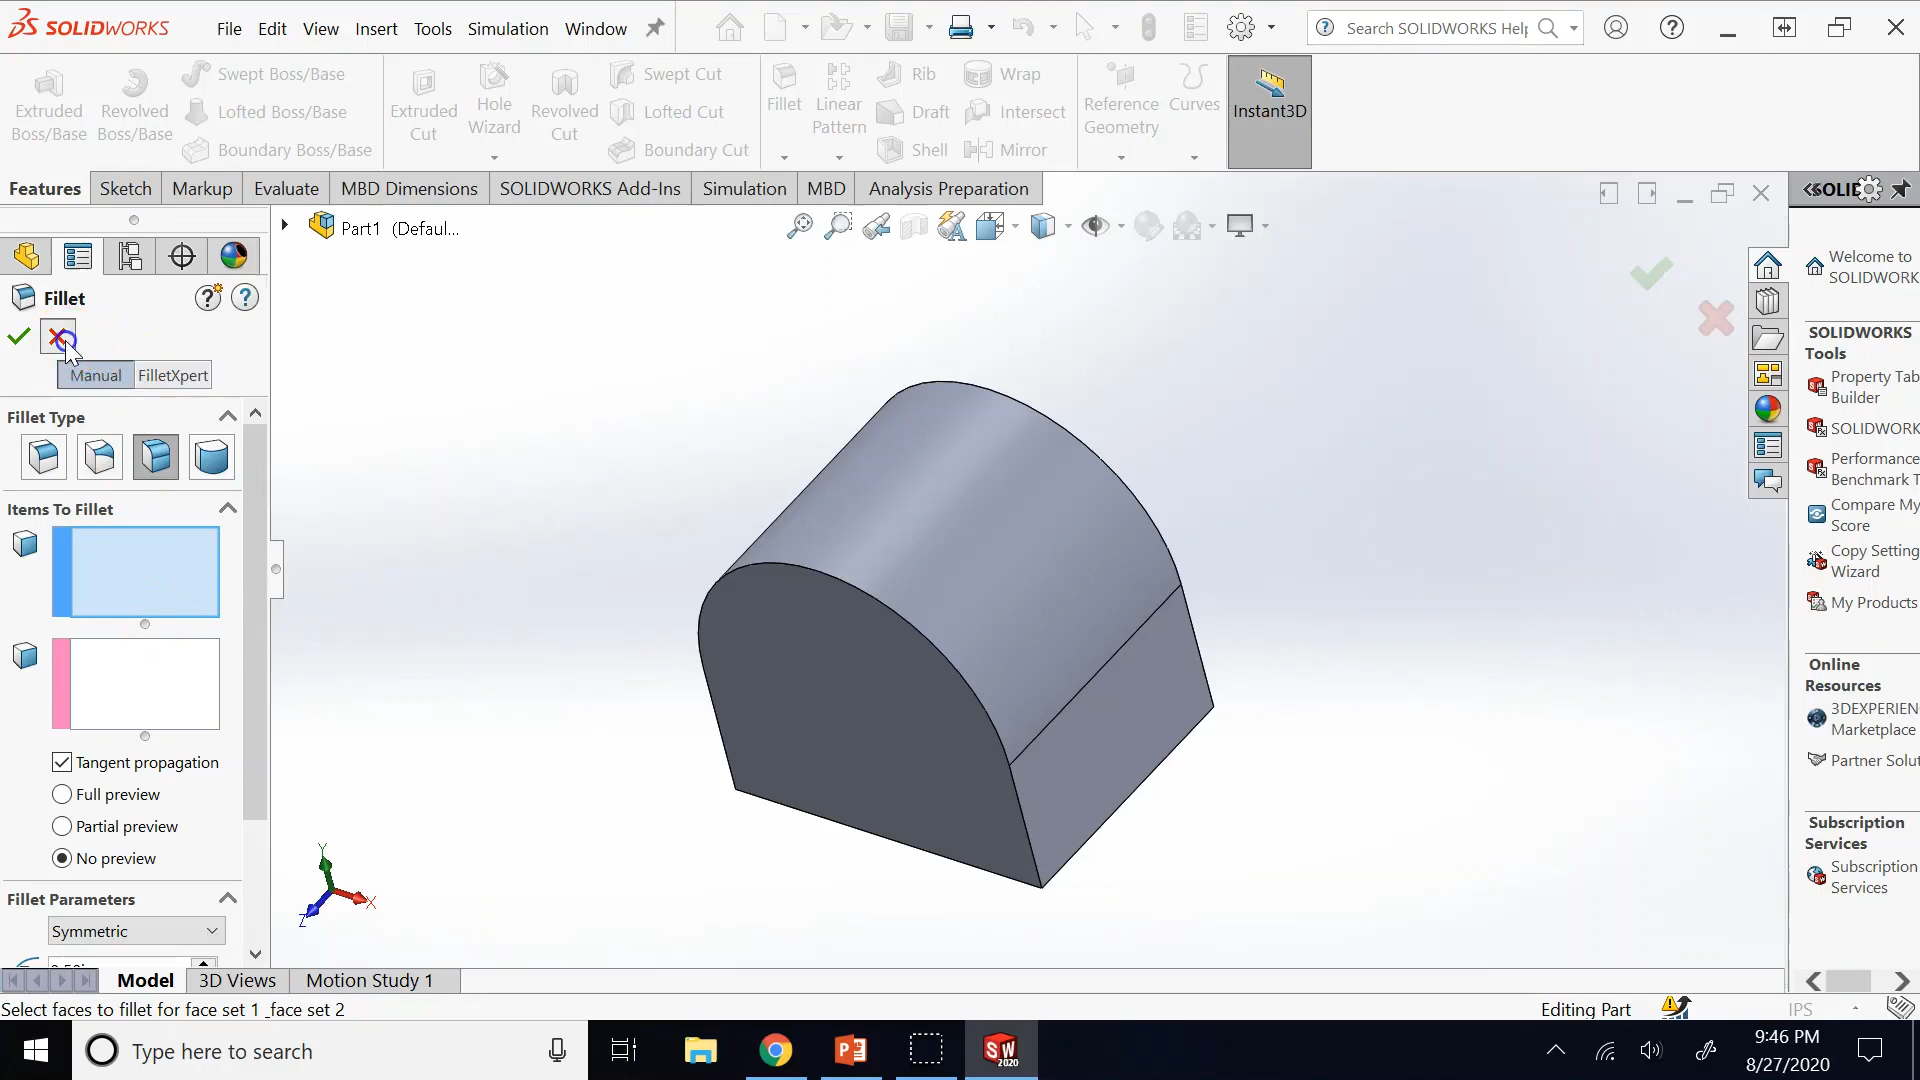 SOLIDWORKS File Edit View Insert Tools Simulation Window Search SOLIDWORKS Help
Extruded Boss/Base
Revolved Boss/Base
Swept Boss/Base
Lofted Boss/Base
Boundary Boss/Base
Extruded Cut
Hole Wizard
Revolved Cut
Swept Cut
Lofted Cut
Boundary Cut
Fillet
Linear Pattern
Rib
Draft
Shell
Wrap
Intersect
Mirror
Reference Geometry
Curves
Instant3D
Features Sketch Markup Evaluate MBD Dimensions SOLIDWORKS Add-Ins Simulation MBD Analysis Preparation
Part1 (Defaul...
Fillet
Manual FilletXpert
Fillet Type
Items To Fillet
Tangent propagation
Full preview
Partial preview
No preview
Fillet Parameters
Symmetric
Y
X
Z
Welcome to
SOLIDWORKS
SOLIDWORKS
Tools
Property Tab
Builder
SOLIDWORK
Performance
Benchmark T
Compare My
Score
Copy Setting
Wizard
My Products
Online
Resources
3DEXPERIEN
Marketplace
Partner Solut
Subscription
Services
Subscription
Services
Model 3D Views Motion Study 1
Select faces to fillet for face set 1 _face set 2
Editing Part
IPS
Type here to search
SW
2020
9:46 PM
8/27/2020